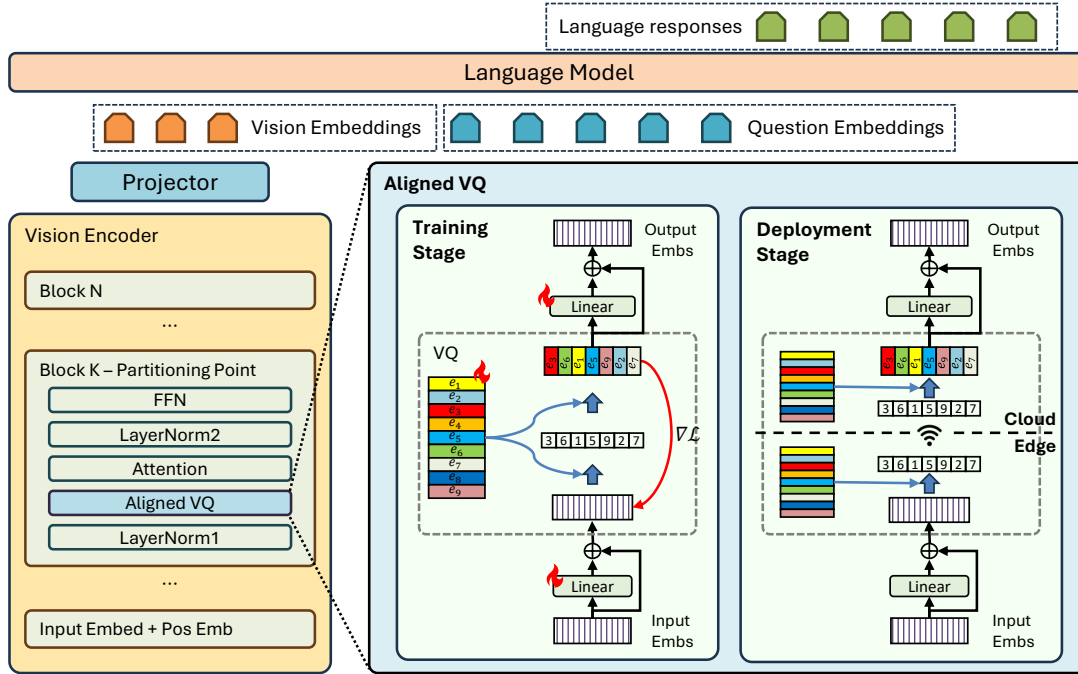 Language responses
Language Model
Vision Embeddings
Question Embeddings
Projector
Vision Encoder
Block N
...
Block K – Partitioning Point
FFN
LayerNorm2
Attention
Aligned VQ
LayerNorm1
...
Input Embed + Pos Emb
Aligned VQ
Training
Stage
Output
Embs
Linear
VQ
e3 e6 e1 e5 e9 e2 e7
e1
e2
e3
e4
e5
e6
e7
e8
e9
3 6 1 5 9 2 7
∇ℒ
Linear
Input
Embs
Deployment
Stage
Output
Embs
Linear
e3 e6 e1 e5 e9 e2 e7
3 6 1 5 9 2 7
Cloud
Edge
3 6 1 5 9 2 7
Linear
Input
Embs